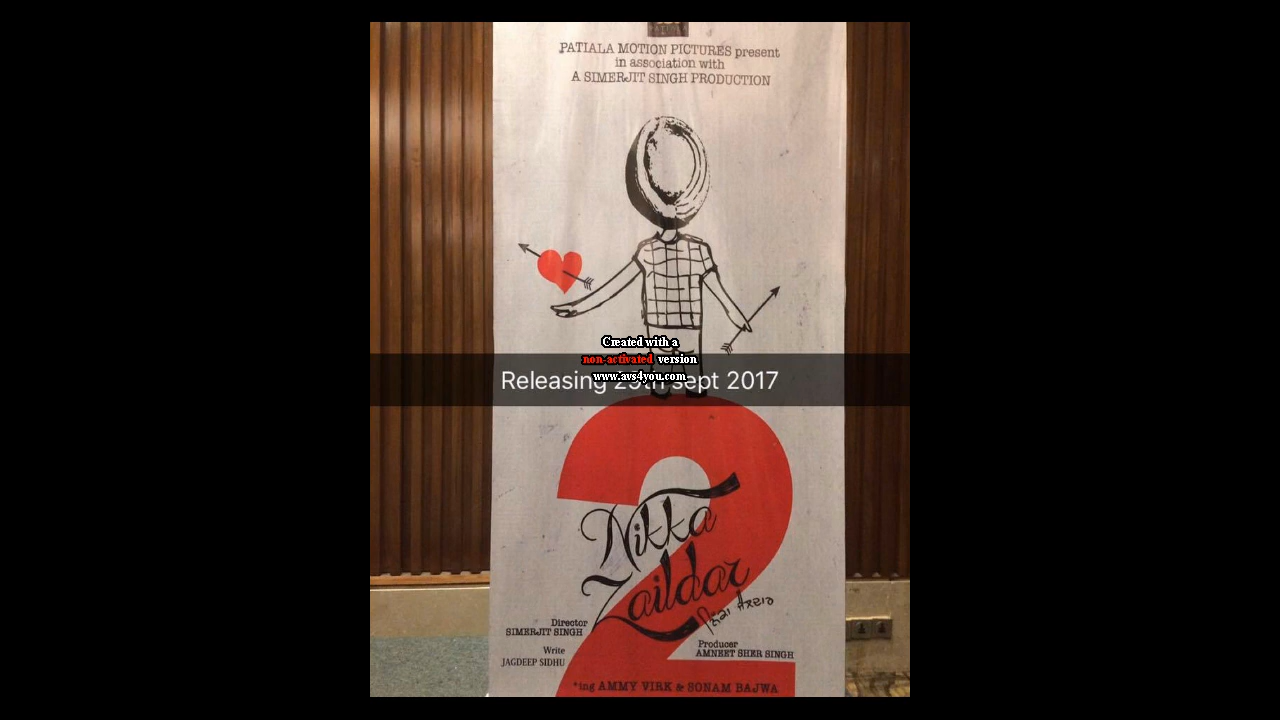 PATIALA MOTION PICTURES present
in association with
A SIMERJIT SINGH PRODUCTION
Created with a
non-activated version
www.avs4you.com
Releasing sept 2017
2
Nikka
Zaildar
ਨਿੱਕਾ ਜ਼ੈਲਦਾਰ
Director
SIMERJIT SINGH
Write
JAGDEEP SIDHU
Producer
AMNEET SHER SINGH
*ing AMMY VIRK & SONAM BAJWA